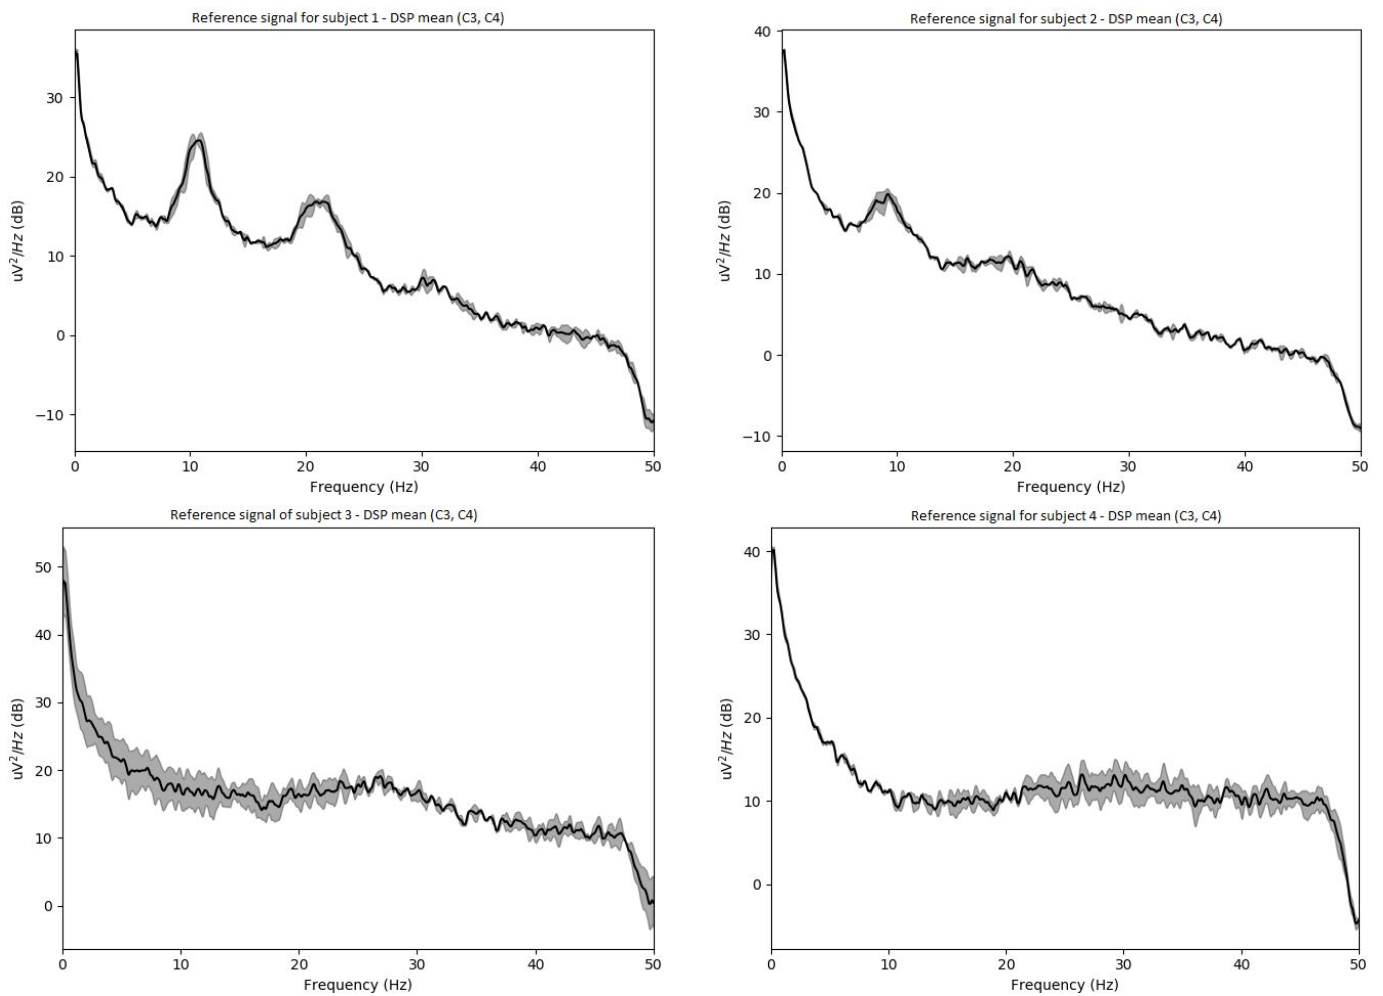 Reference signal for subject 1 - DSP mean (C3, C4)
30
20
10
0
−10
uV²/Hz (dB)
0 10 20 30 40 50
Frequency (Hz)
Reference signal for subject 2 - DSP mean (C3, C4)
40
30
20
10
0
−10
uV²/Hz (dB)
0 10 20 30 40 50
Frequency (Hz)
Reference signal of subject 3 - DSP mean (C3, C4)
50
40
30
20
10
0
uV²/Hz (dB)
0 10 20 30 40 50
Frequency (Hz)
Reference signal for subject 4 - DSP mean (C3, C4)
40
30
20
10
0
uV²/Hz (dB)
0 10 20 30 40 50
Frequency (Hz)